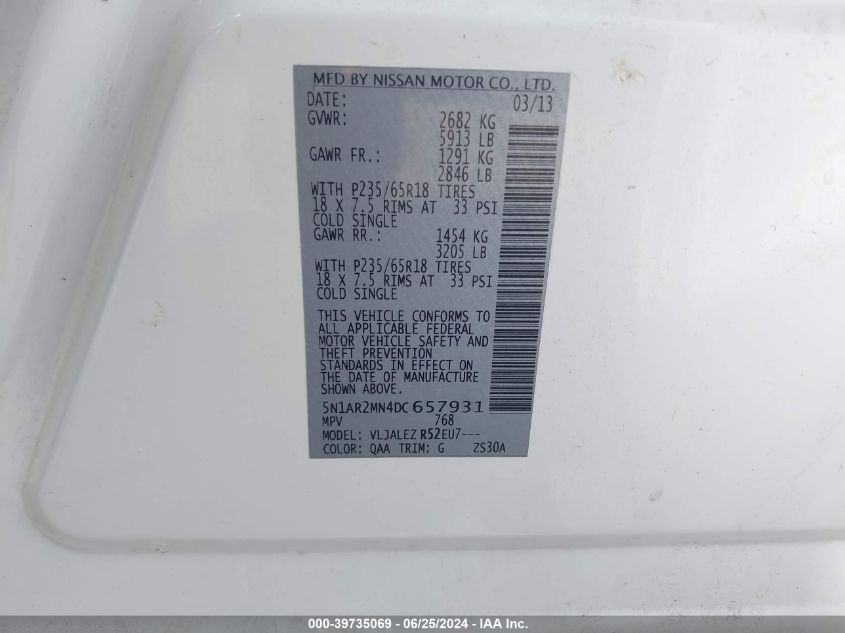 MFD BY NISSAN MOTOR CO., LTD.
DATE: 03/13
GVWR: 2682 KG
5913 LB
GAWR FR.: 1291 KG
2846 LB
WITH P235/65R18 TIRES
18 X 7.5 RIMS AT 33 PSI
COLD SINGLE
GAWR RR.: 1454 KG
3205 LB
WITH P235/65R18 TIRES
18 X 7.5 RIMS AT 33 PSI
COLD SINGLE
THIS VEHICLE CONFORMS TO
ALL APPLICABLE FEDERAL
MOTOR VEHICLE SAFETY AND
THEFT PREVENTION
STANDARDS IN EFFECT ON
THE DATE OF MANUFACTURE
SHOWN ABOVE.
5N1AR2MN4DC657931
MPV 768
MODEL: VLJALEZ R52EU7---
COLOR: QAA TRIM: G ZS30A
000-39735069 - 06/25/2024 - IAA Inc.